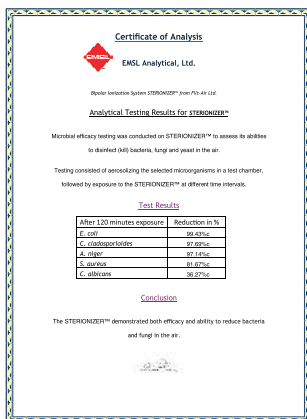 Certificate of Analysis
EMSL
EMSL Analytical, Ltd.
Bipolar Ionization System STERIONIZER™ from Filt-Air Ltd.
Analytical Testing Results for STERIONIZER™
Microbial efficacy testing was conducted on STERIONIZER™ to assess its abilities
to disinfect (kill) bacteria, fungi and yeast in the air.
Testing consisted of aerosolizing the selected microorganisms in a test chamber,
followed by exposure to the STERIONIZER™ at different time intervals.
Test Results
After 120 minutes exposure Reduction in %
E. coli 99.43%c
C. cladosporioides 97.69%c
A. niger 97.14%c
S. aureus 81.67%c
C. albicans 36.27%c
Conclusion
The STERIONIZER™ demonstrated both efficacy and ability to reduce bacteria
and fungi in the air.